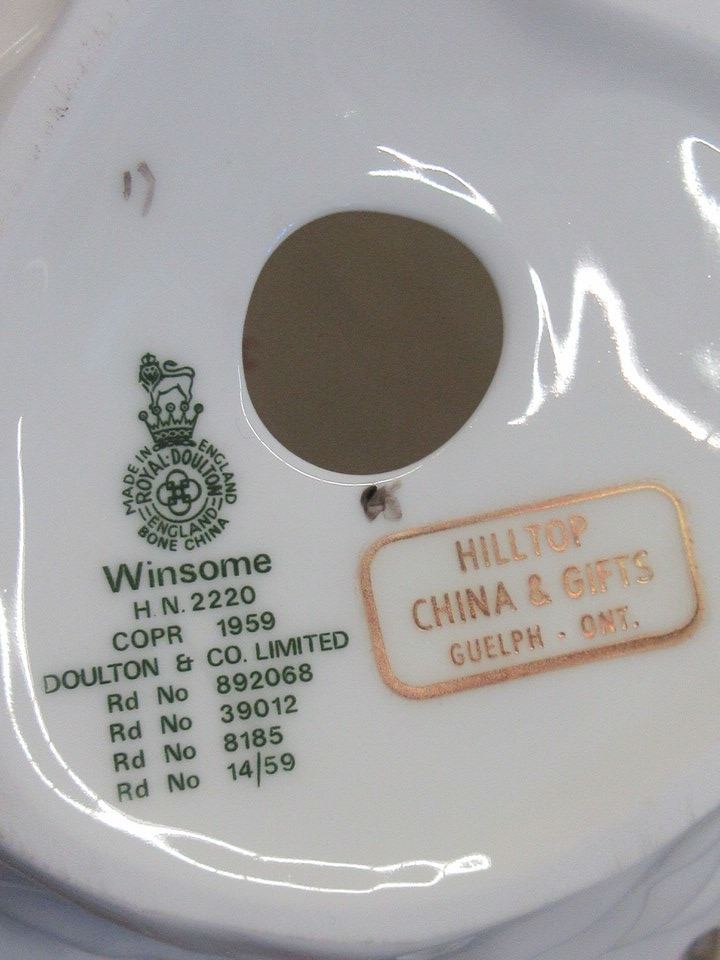 MADE IN ENGLAND
ROYAL·DOULTON
ENGLAND
BONE CHINA
Winsome
H.N. 2220
COPR 1959
DOULTON & CO. LIMITED
Rd No 892068
Rd No 39012
Rd No 8185
Rd No 14/59
HILLTOP
CHINA & GIFTS
GUELPH · ONT.